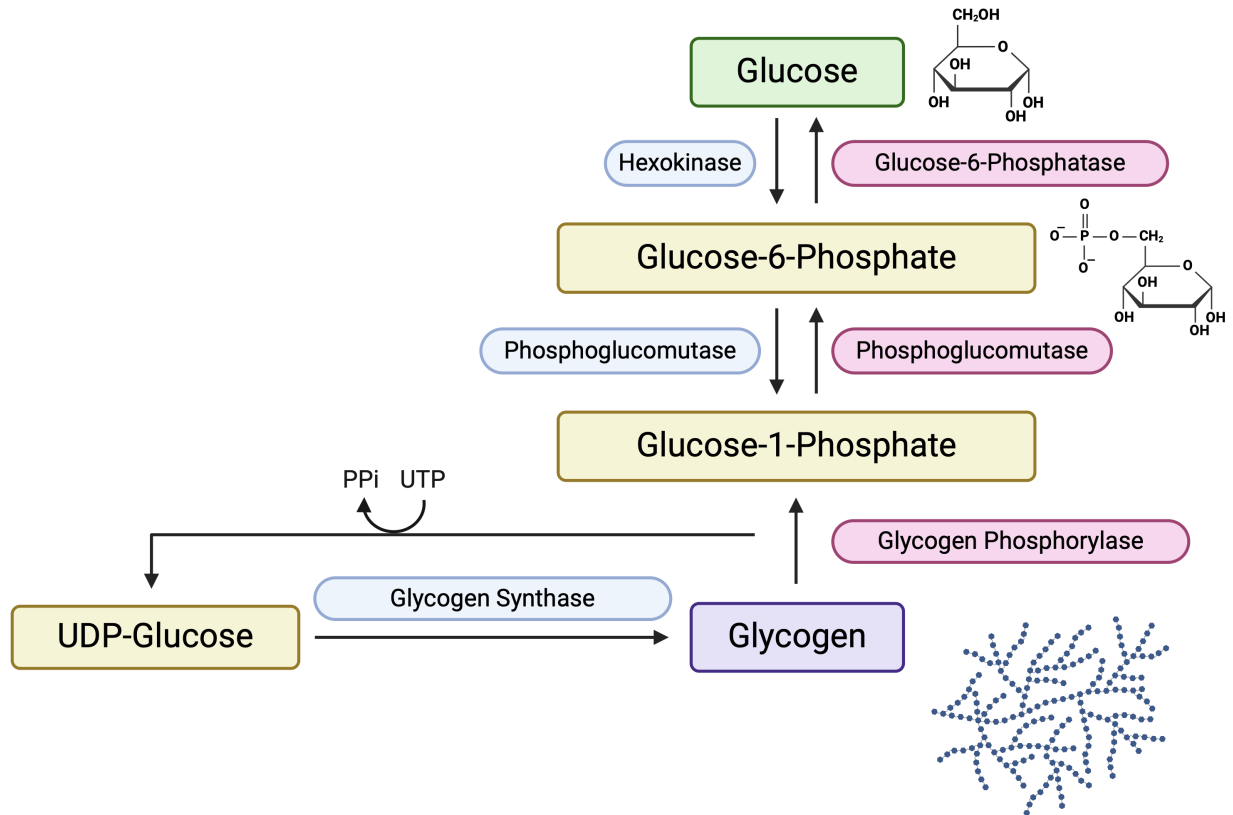 CH₂OH
O
OH
OH
OH
OH
Glucose
Hexokinase
Glucose-6-Phosphatase
O
O⁻ P O CH₂
O⁻
O
OH
OH
OH
OH
Glucose-6-Phosphate
Phosphoglucomutase
Phosphoglucomutase
Glucose-1-Phosphate
PPi UTP
Glycogen Phosphorylase
Glycogen Synthase
UDP-Glucose
Glycogen